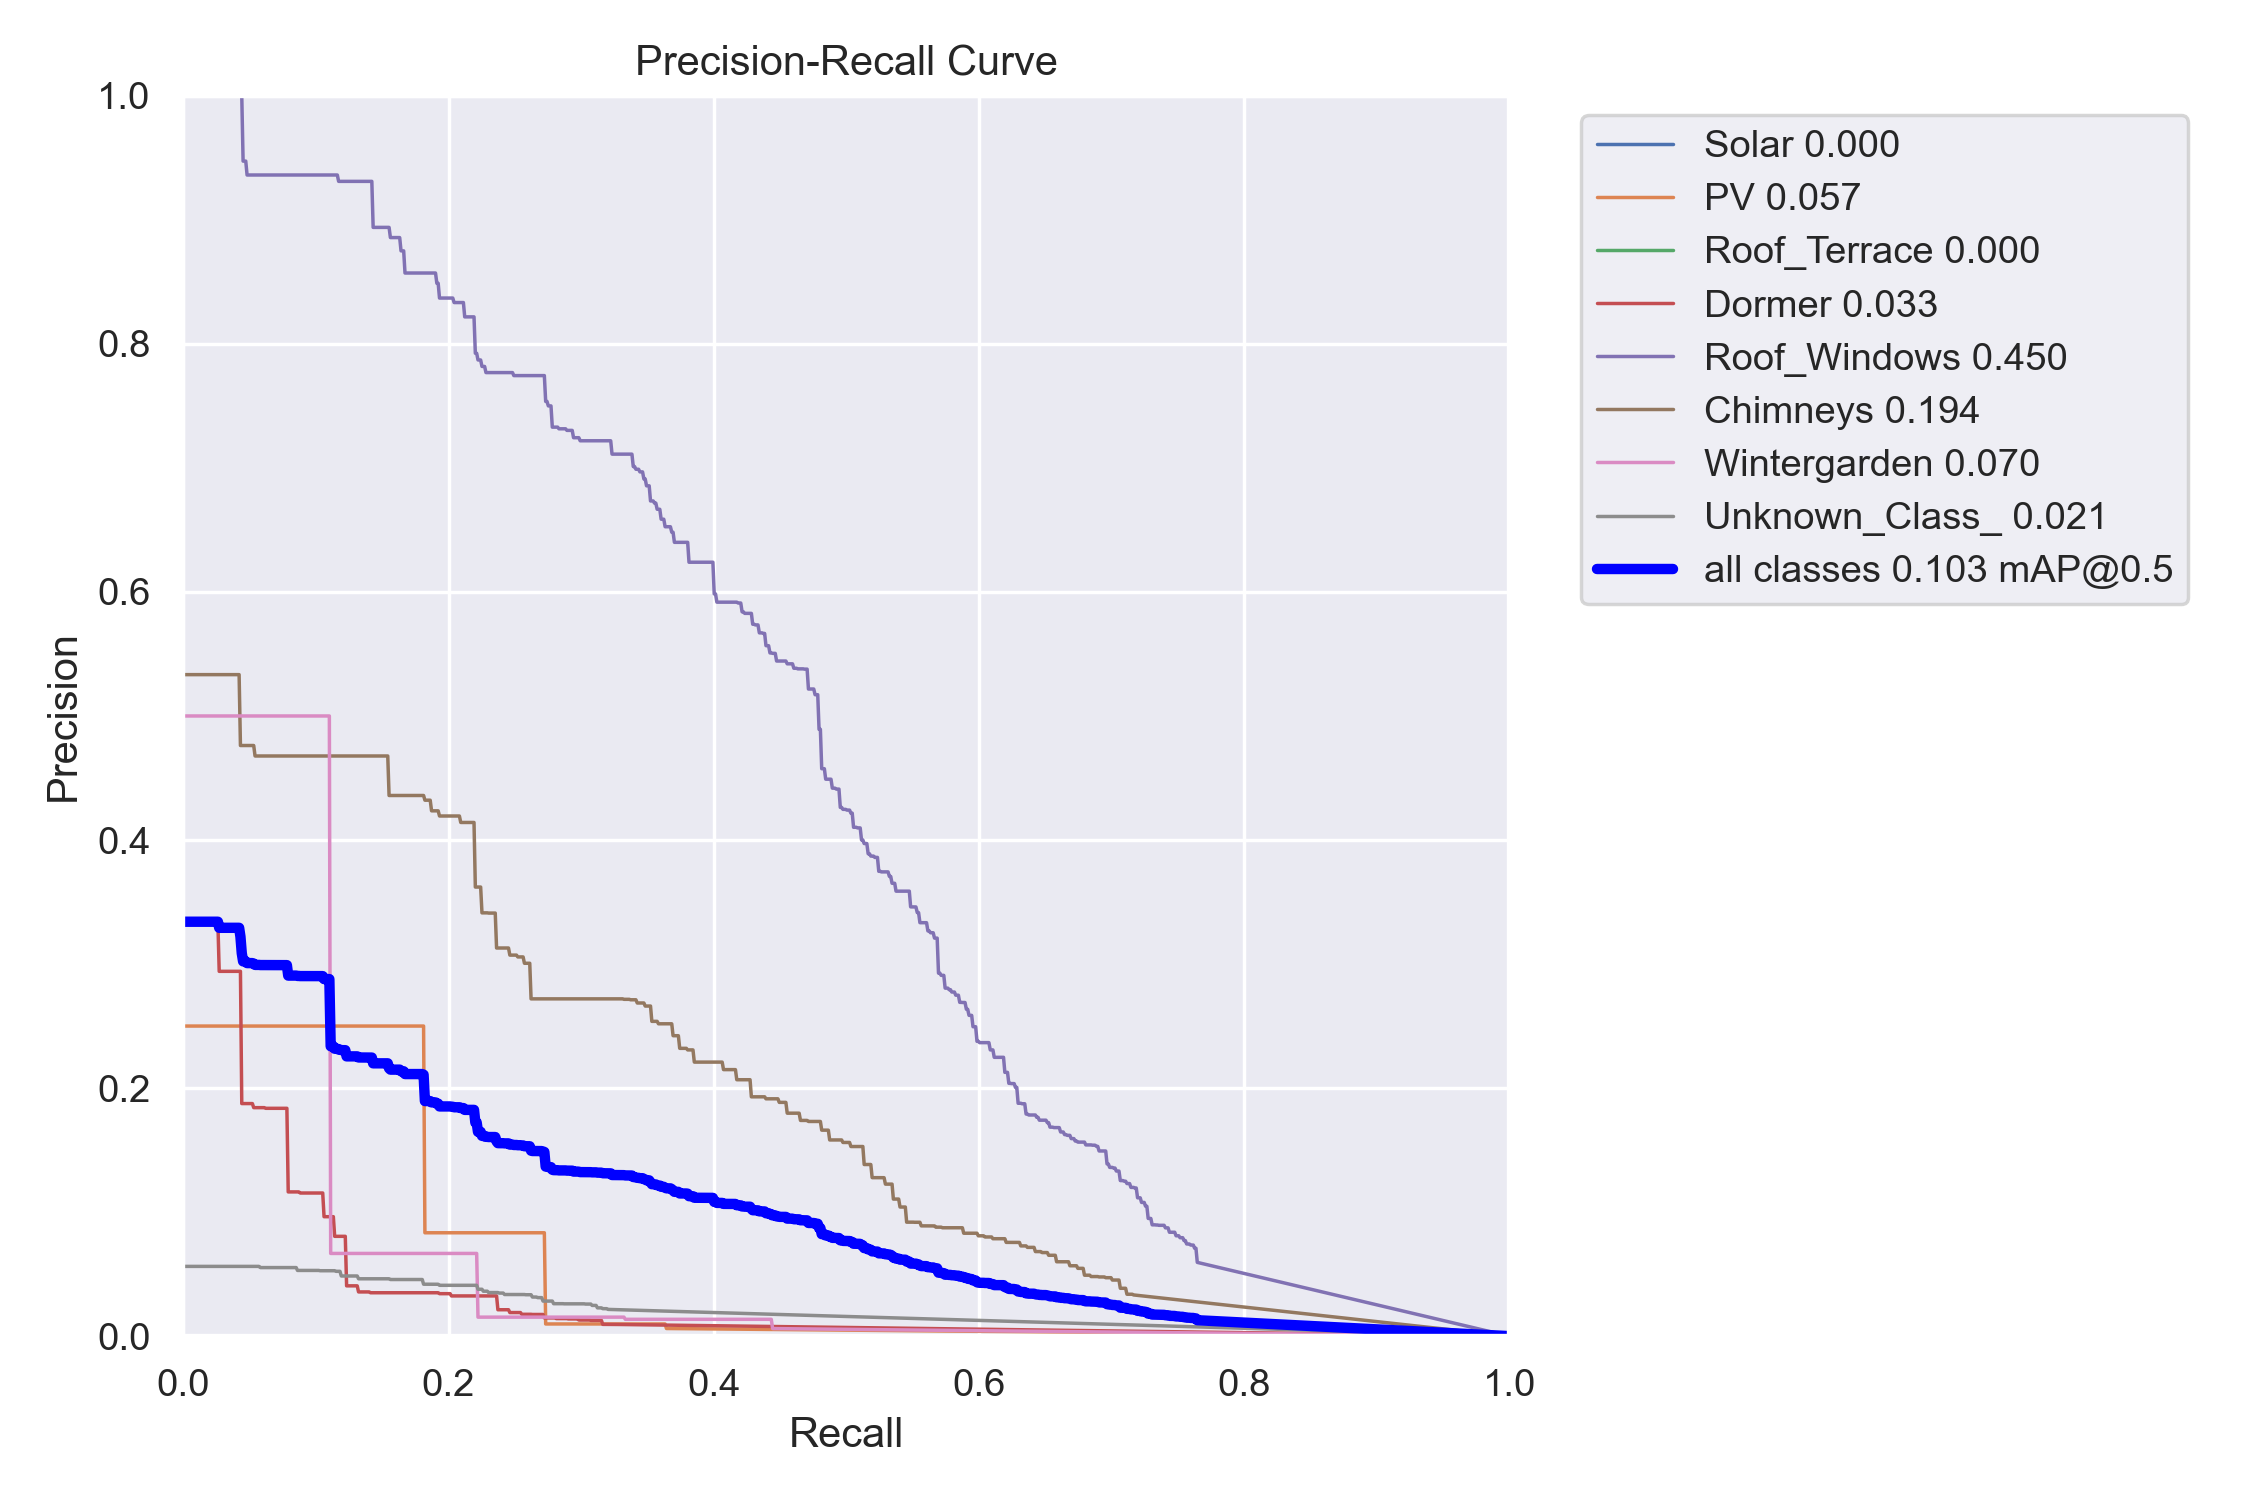 Precision-Recall Curve
1.0
0.8
0.6
0.4
0.2
0.0
Precision
0.0 0.2 0.4 0.6 0.8 1.0
Recall
Solar 0.000
PV 0.057
Roof_Terrace 0.000
Dormer 0.033
Roof_Windows 0.450
Chimneys 0.194
Wintergarden 0.070
Unknown_Class_ 0.021
all classes 0.103 mAP@0.5